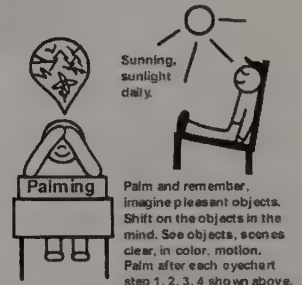 Sunning,
sunlight
daily.
Palming
Palm and remember,
imagine pleasant objects.
Shift on the objects in the
mind. See objects, scenes
clear, in color, motion.
Palm after each eyechart
step 1, 2, 3, 4 shown above.